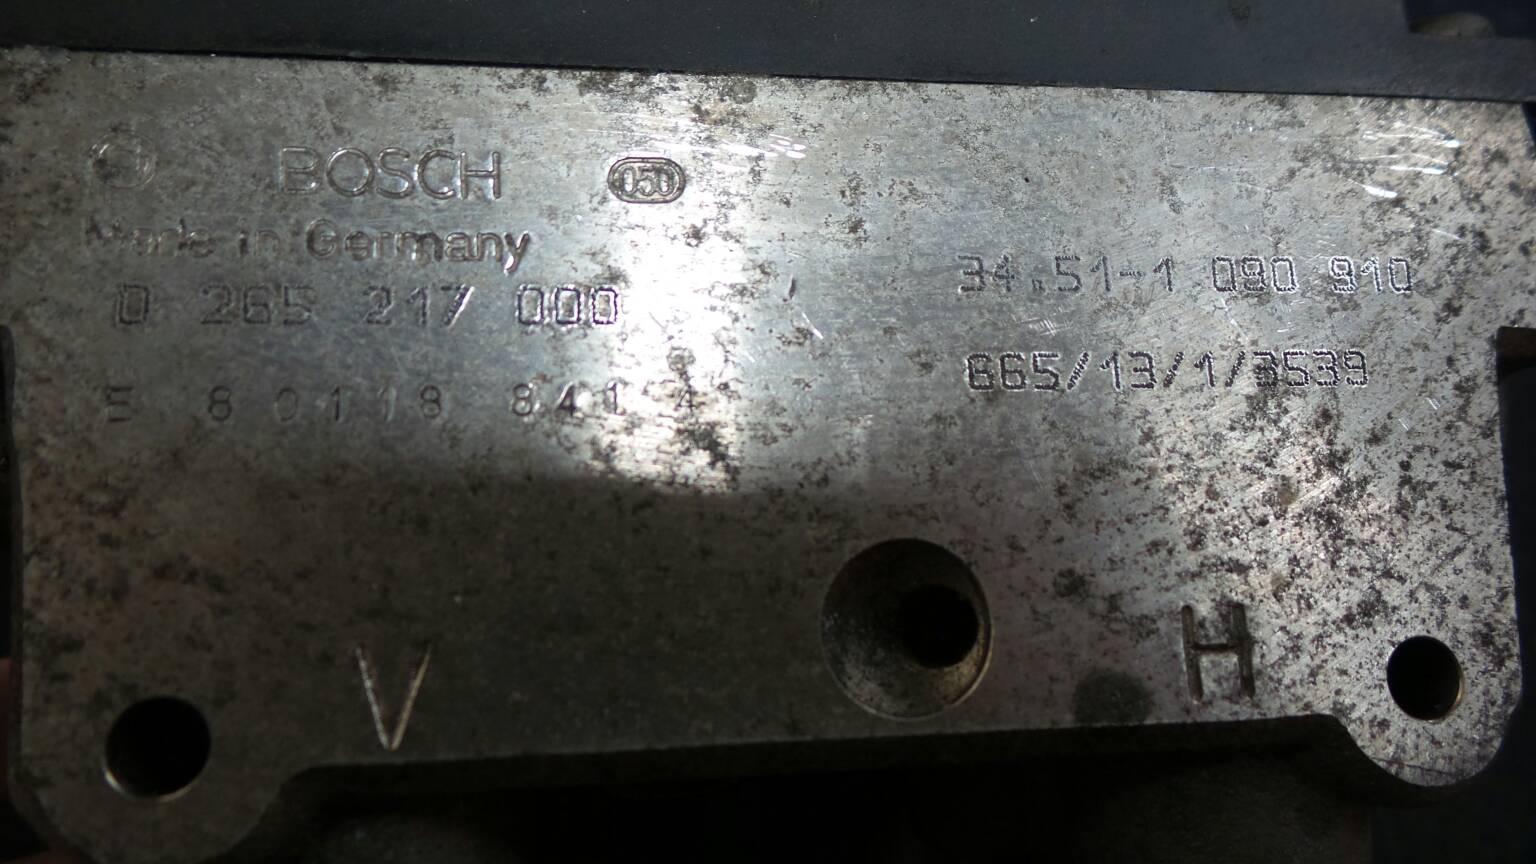 BOSCH 050
Made in Germany
0 265 217 000
34.51-1 090 910
665/13/1/3539
5 80118 841 4
V H